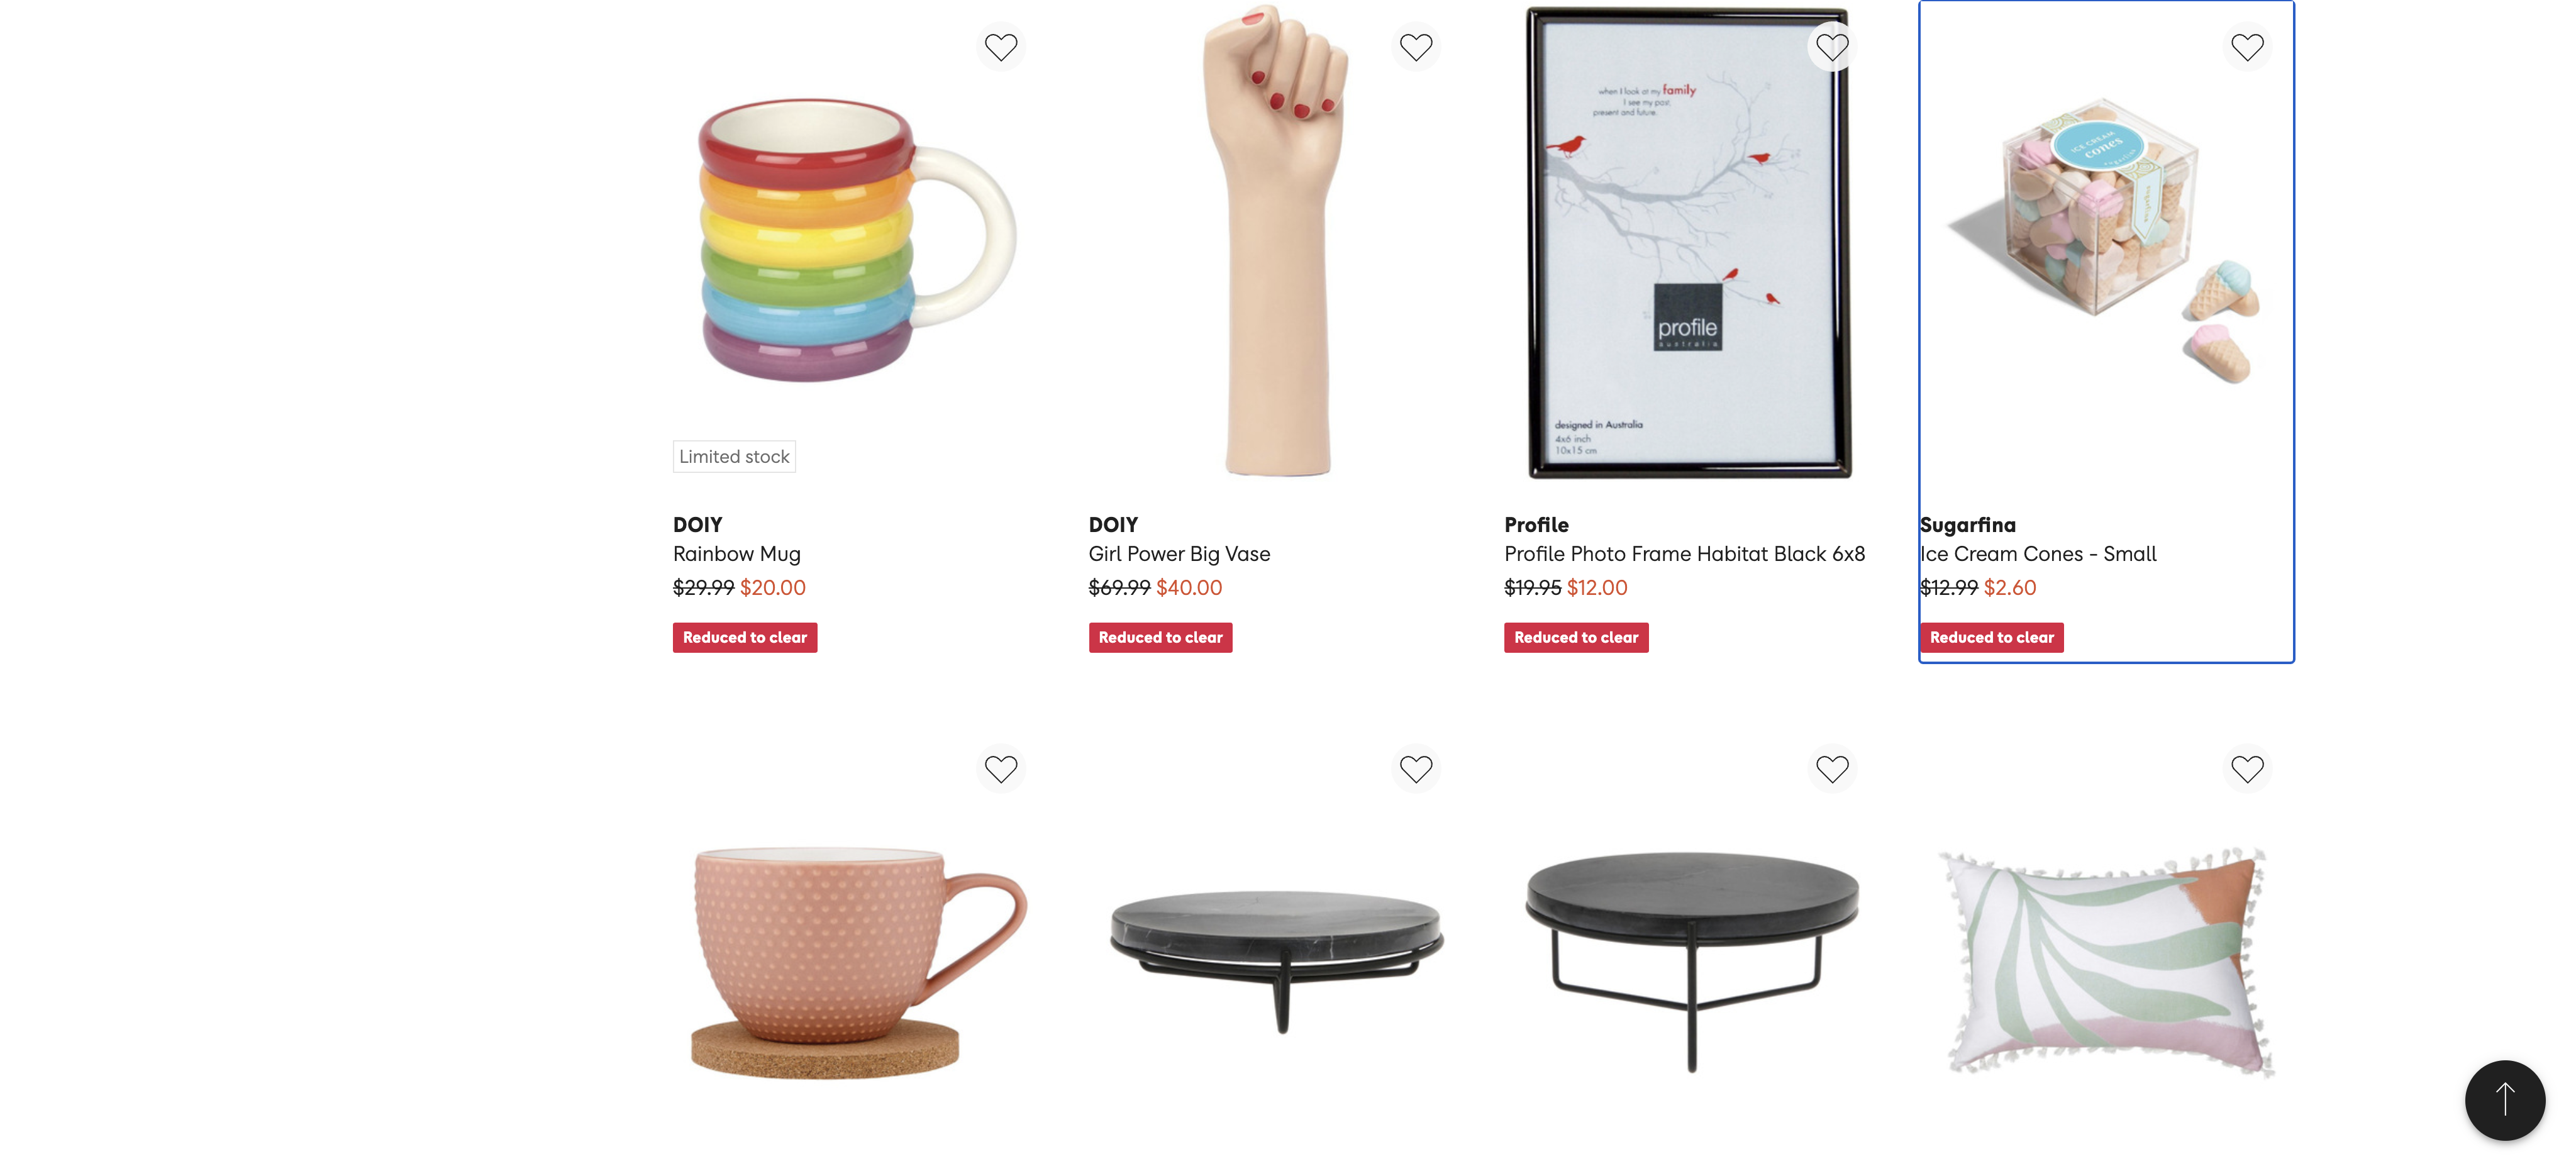 when I look at my family
I see my past,
present and future.
profile
australia
designed in Australia
4x6 inch
10x15 cm
ICE CREAM
cones
Limited stock
DOIY
Rainbow Mug
$29.99 $20.00
Reduced to clear
DOIY
Girl Power Big Vase
$69.99 $40.00
Reduced to clear
Profile
Profile Photo Frame Habitat Black 6x8
$19.95 $12.00
Reduced to clear
Sugarfina
Ice Cream Cones - Small
$12.99 $2.60
Reduced to clear